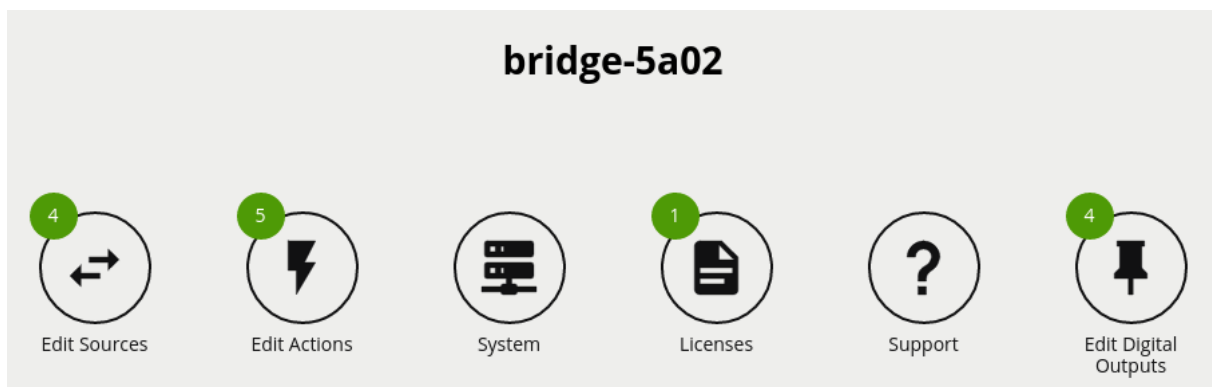 bridge-5a02
4
5
1
4
Edit Sources
Edit Actions
System
Licenses
?
Support
Edit Digital
Outputs